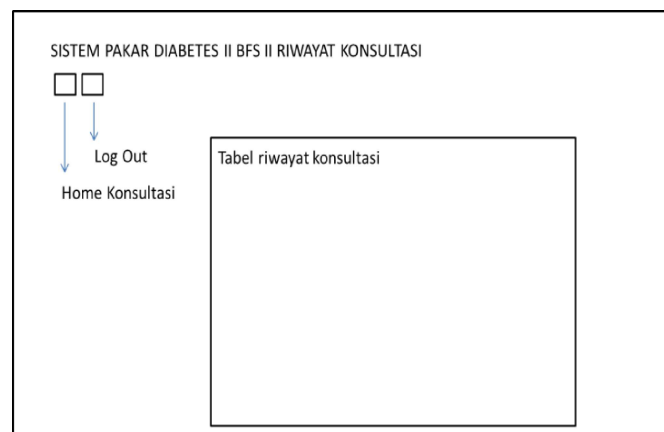 SISTEM PAKAR DIABETES II BFS II RIWAYAT KONSULTASI
Log Out
Home Konsultasi
Tabel riwayat konsultasi